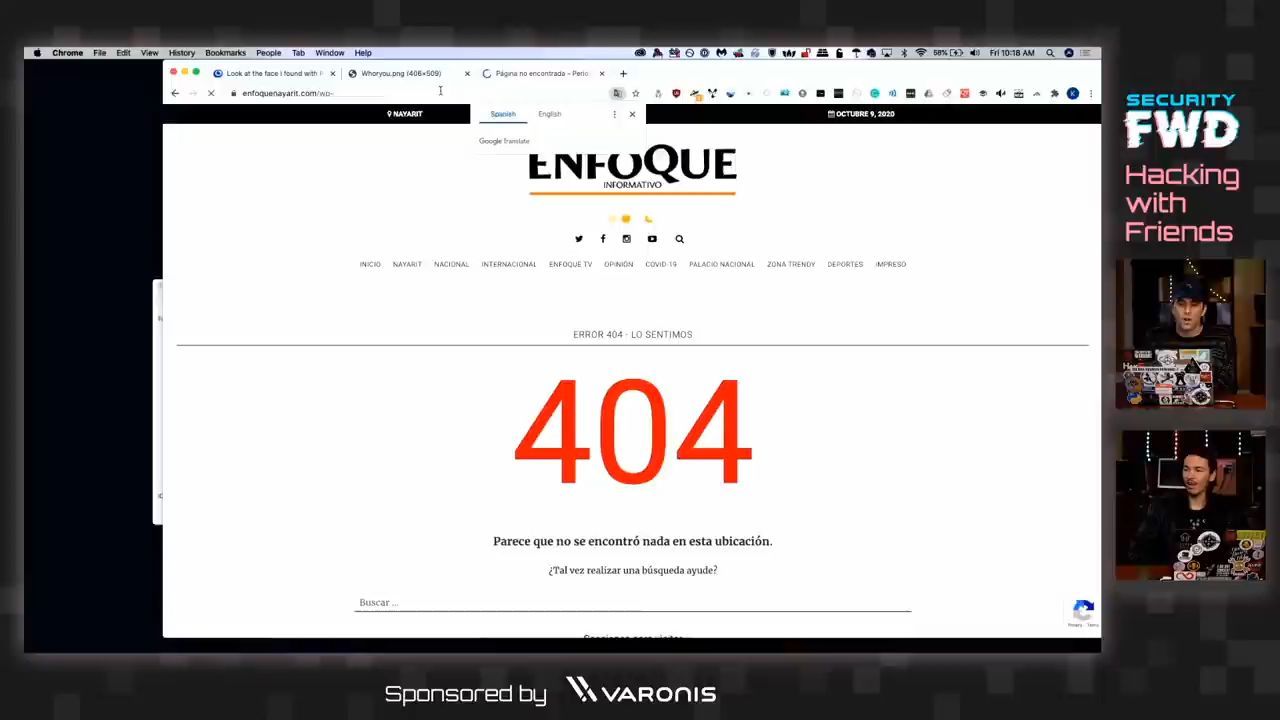 Chrome File Edit View History Bookmarks People Tab Window Help 58% Fri 10:18 AM
Look at the face I found with P Whoryou.png (406×509) Página no encontrada – Perio
enfoquenayarit.com/wp-
Spanish English
Google Translate
NAYARIT OCTUBRE 9, 2020
ENFOQUE
INFORMATIVO
INICIO NAYARIT NACIONAL INTERNACIONAL ENFOQUE TV OPINIÓN COVID-19 PALACIO NACIONAL ZONA TRENDY DEPORTES IMPRESO
ERROR 404 - LO SENTIMOS
404
Parece que no se encontró nada en esta ubicación.
¿Tal vez realizar una búsqueda ayude?
Buscar ...
Privacy - Terms
SECURITY
FWD
Hacking
with
Friends
Sponsored by VARONIS